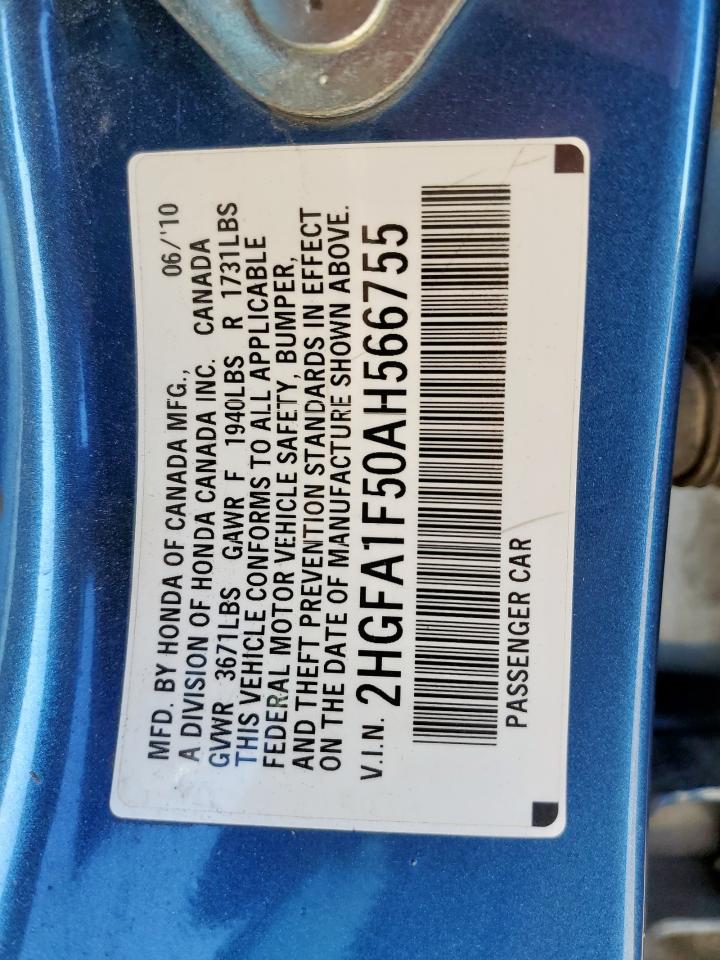 MFD. BY HONDA OF CANADA MFG., 06/'10
A DIVISION OF HONDA CANADA INC. CANADA
GVWR 3671LBS GAWR F 1940LBS R 1731LBS
THIS VEHICLE CONFORMS TO ALL APPLICABLE
FEDERAL MOTOR VEHICLE SAFETY, BUMPER,
AND THEFT PREVENTION STANDARDS IN EFFECT
ON THE DATE OF MANUFACTURE SHOWN ABOVE.
V.I.N. 2HGFA1F50AH566755
PASSENGER CAR